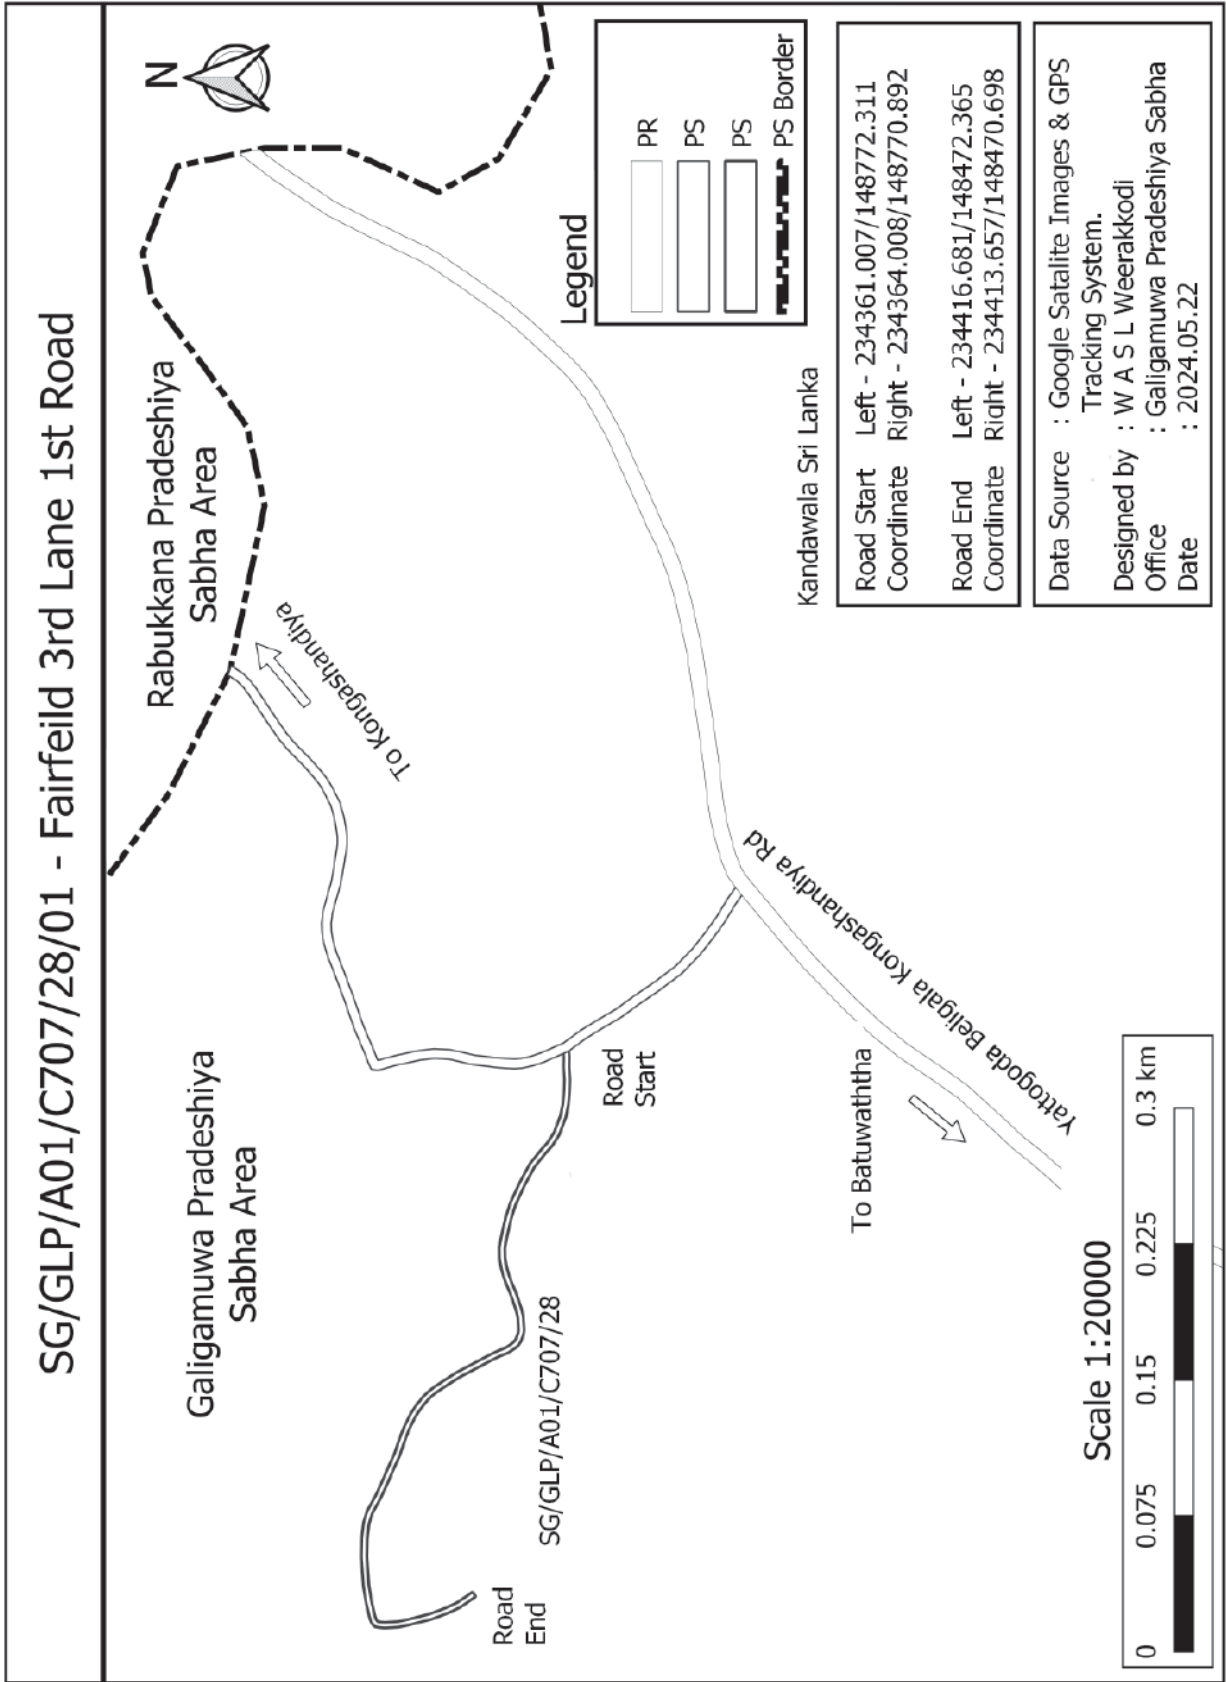 SG/GLP/A01/C707/28/01 - Fairfeild 3rd Lane 1st Road
N
Rabukkana Pradeshiya
Sabha Area
Galigamuwa Pradeshiya
Sabha Area
To Kongashandiya
Road
Start
SG/GLP/A01/C707/28
Road
End
To Batuwaththa
Yattogoda Beligala Kongashandiya Rd
Legend
PR
PS
PS
PS Border
Kandawala Sri Lanka
Road Start Left - 234361.007/148772.311
Coordinate Right - 234364.008/148770.892
Road End Left - 234416.681/148472.365
Coordinate Right - 234413.657/148470.698
Data Source : Google Satalite Images & GPS
Tracking System.
Designed by : W A S L Weerakkodi
Office : Galigamuwa Pradeshiya Sabha
Date : 2024.05.22
Scale 1:20000
0 0.075 0.15 0.225 0.3 km